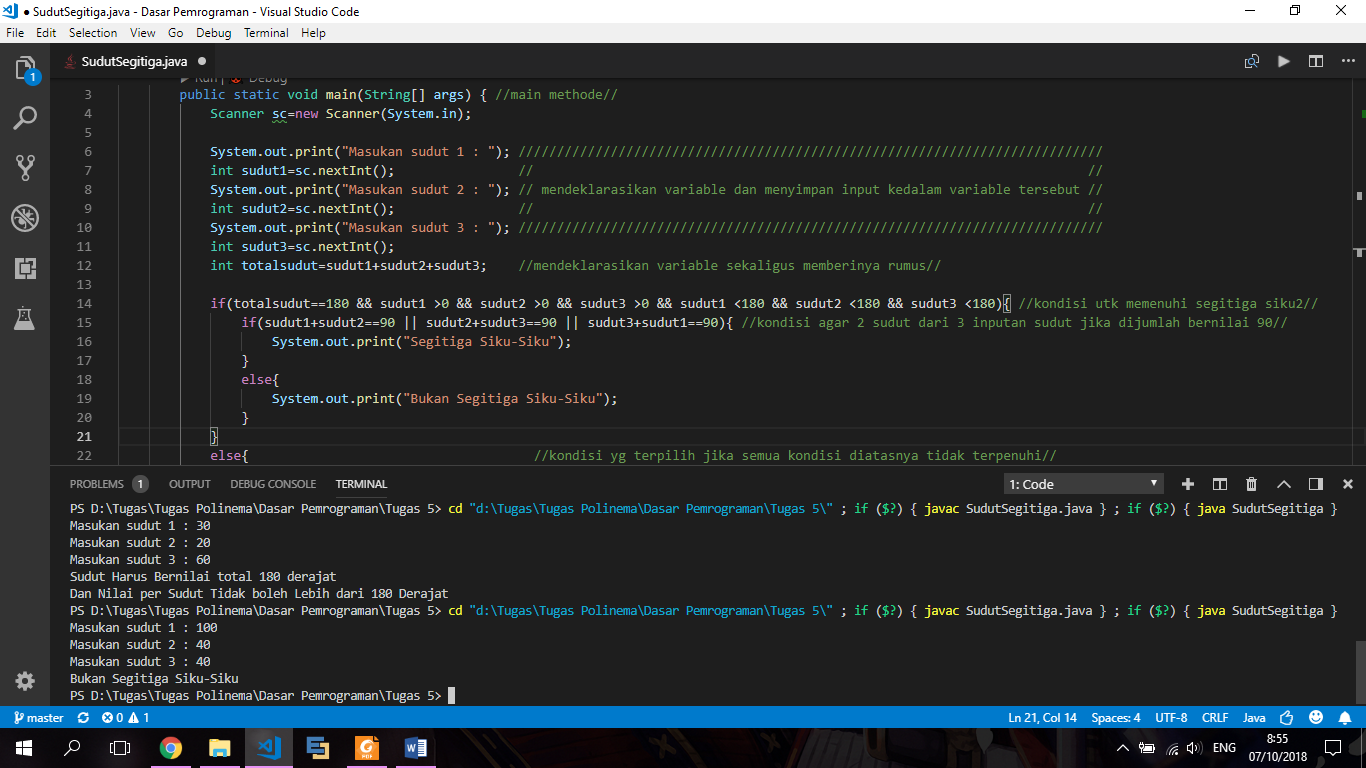 ● SudutSegitiga.java - Dasar Pemrograman - Visual Studio Code
File Edit Selection View Go Debug Terminal Help
1
SudutSegitiga.java ●
Run | Debug
3 public static void main(String[] args) { //main methode//
4 Scanner sc=new Scanner(System.in);
5
6 System.out.print("Masukan sudut 1 : "); ////////////////////////////////////////////////////////////////////////////
7 int sudut1=sc.nextInt(); // //
8 System.out.print("Masukan sudut 2 : "); // mendeklarasikan variable dan menyimpan input kedalam variable tersebut //
9 int sudut2=sc.nextInt(); // //
10 System.out.print("Masukan sudut 3 : "); ////////////////////////////////////////////////////////////////////////////
11 int sudut3=sc.nextInt();
12 int totalsudut=sudut1+sudut2+sudut3; //mendeklarasikan variable sekaligus memberinya rumus//
13
14 if(totalsudut==180 && sudut1 >0 && sudut2 >0 && sudut3 >0 && sudut1 <180 && sudut2 <180 && sudut3 <180){ //kondisi utk memenuhi segitiga siku2//
15 if(sudut1+sudut2==90 || sudut2+sudut3==90 || sudut3+sudut1==90){ //kondisi agar 2 sudut dari 3 inputan sudut jika dijumlah bernilai 90//
16 System.out.print("Segitiga Siku-Siku");
17 }
18 else{
19 System.out.print("Bukan Segitiga Siku-Siku");
20 }
21 }
22 else{ //kondisi yg terpilih jika semua kondisi diatasnya tidak terpenuhi//
PROBLEMS 1 OUTPUT DEBUG CONSOLE TERMINAL 1: Code
PS D:\Tugas\Tugas Polinema\Dasar Pemrograman\Tugas 5> cd "d:\Tugas\Tugas Polinema\Dasar Pemrograman\Tugas 5\" ; if ($?) { javac SudutSegitiga.java } ; if ($?) { java SudutSegitiga }
Masukan sudut 1 : 30
Masukan sudut 2 : 20
Masukan sudut 3 : 60
Sudut Harus Bernilai total 180 derajat
Dan Nilai per Sudut Tidak boleh Lebih dari 180 Derajat
PS D:\Tugas\Tugas Polinema\Dasar Pemrograman\Tugas 5> cd "d:\Tugas\Tugas Polinema\Dasar Pemrograman\Tugas 5\" ; if ($?) { javac SudutSegitiga.java } ; if ($?) { java SudutSegitiga }
Masukan sudut 1 : 100
Masukan sudut 2 : 40
Masukan sudut 3 : 40
Bukan Segitiga Siku-Siku
PS D:\Tugas\Tugas Polinema\Dasar Pemrograman\Tugas 5>
master 0 1 Ln 21, Col 14 Spaces: 4 UTF-8 CRLF Java
ENG 8:55
07/10/2018